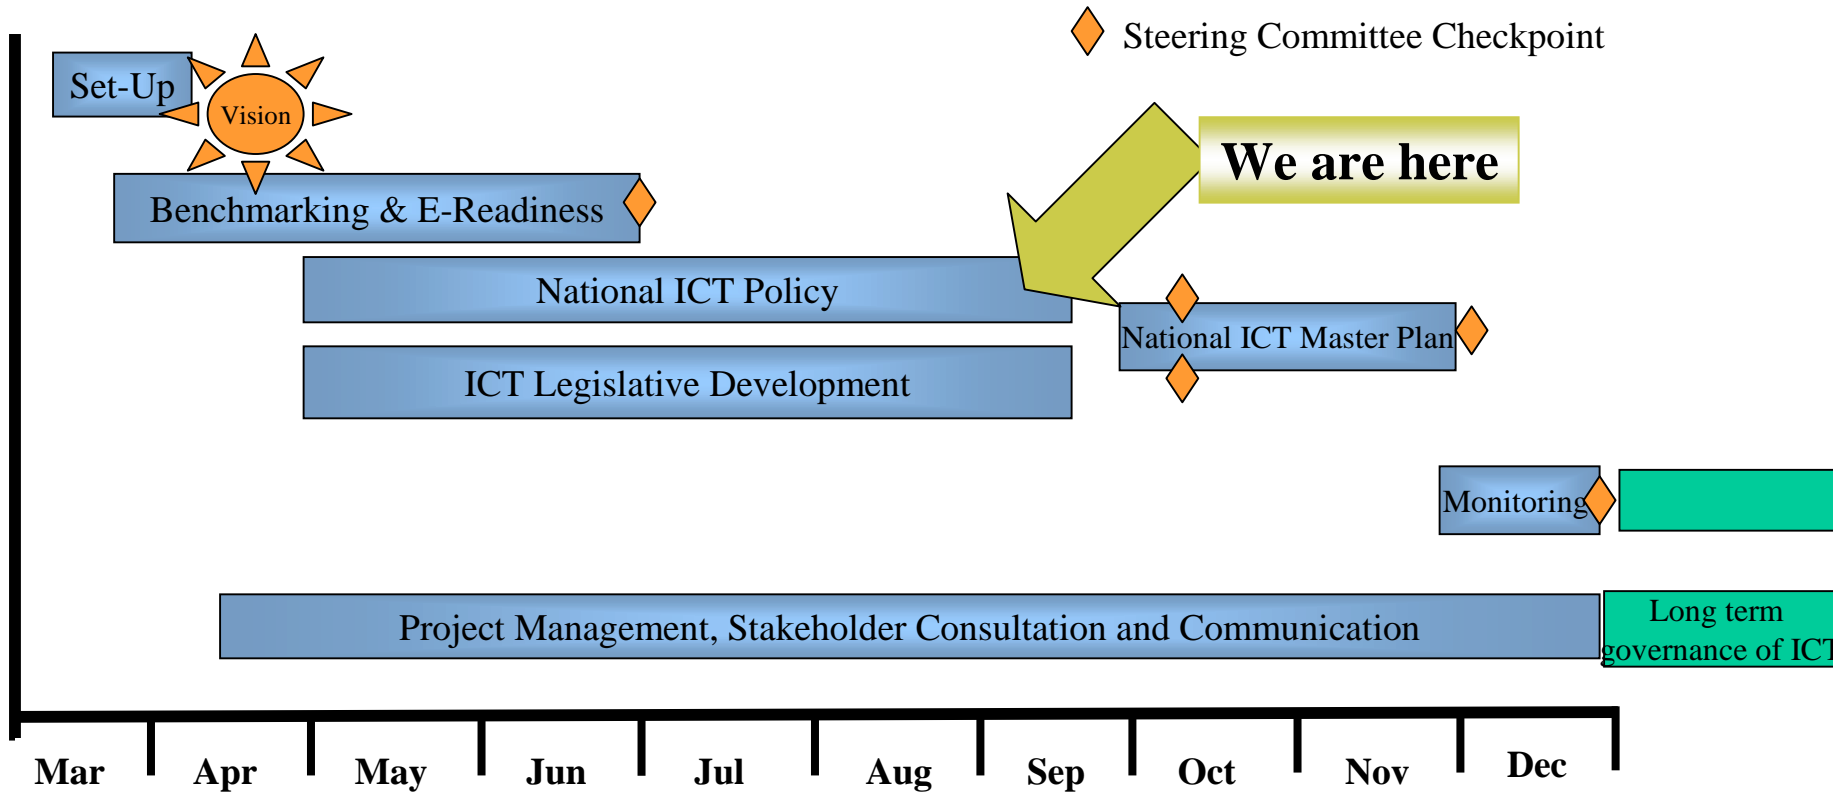 Steering Committee Checkpoint
Set-Up
Vision
We are here
Benchmarking & E-Readiness
National ICT Policy
National ICT Master Plan
ICT Legislative Development
Monitoring
Project Management, Stakeholder Consultation and Communication
Long term
governance of ICT
Mar Apr May Jun Jul Aug Sep Oct Nov Dec